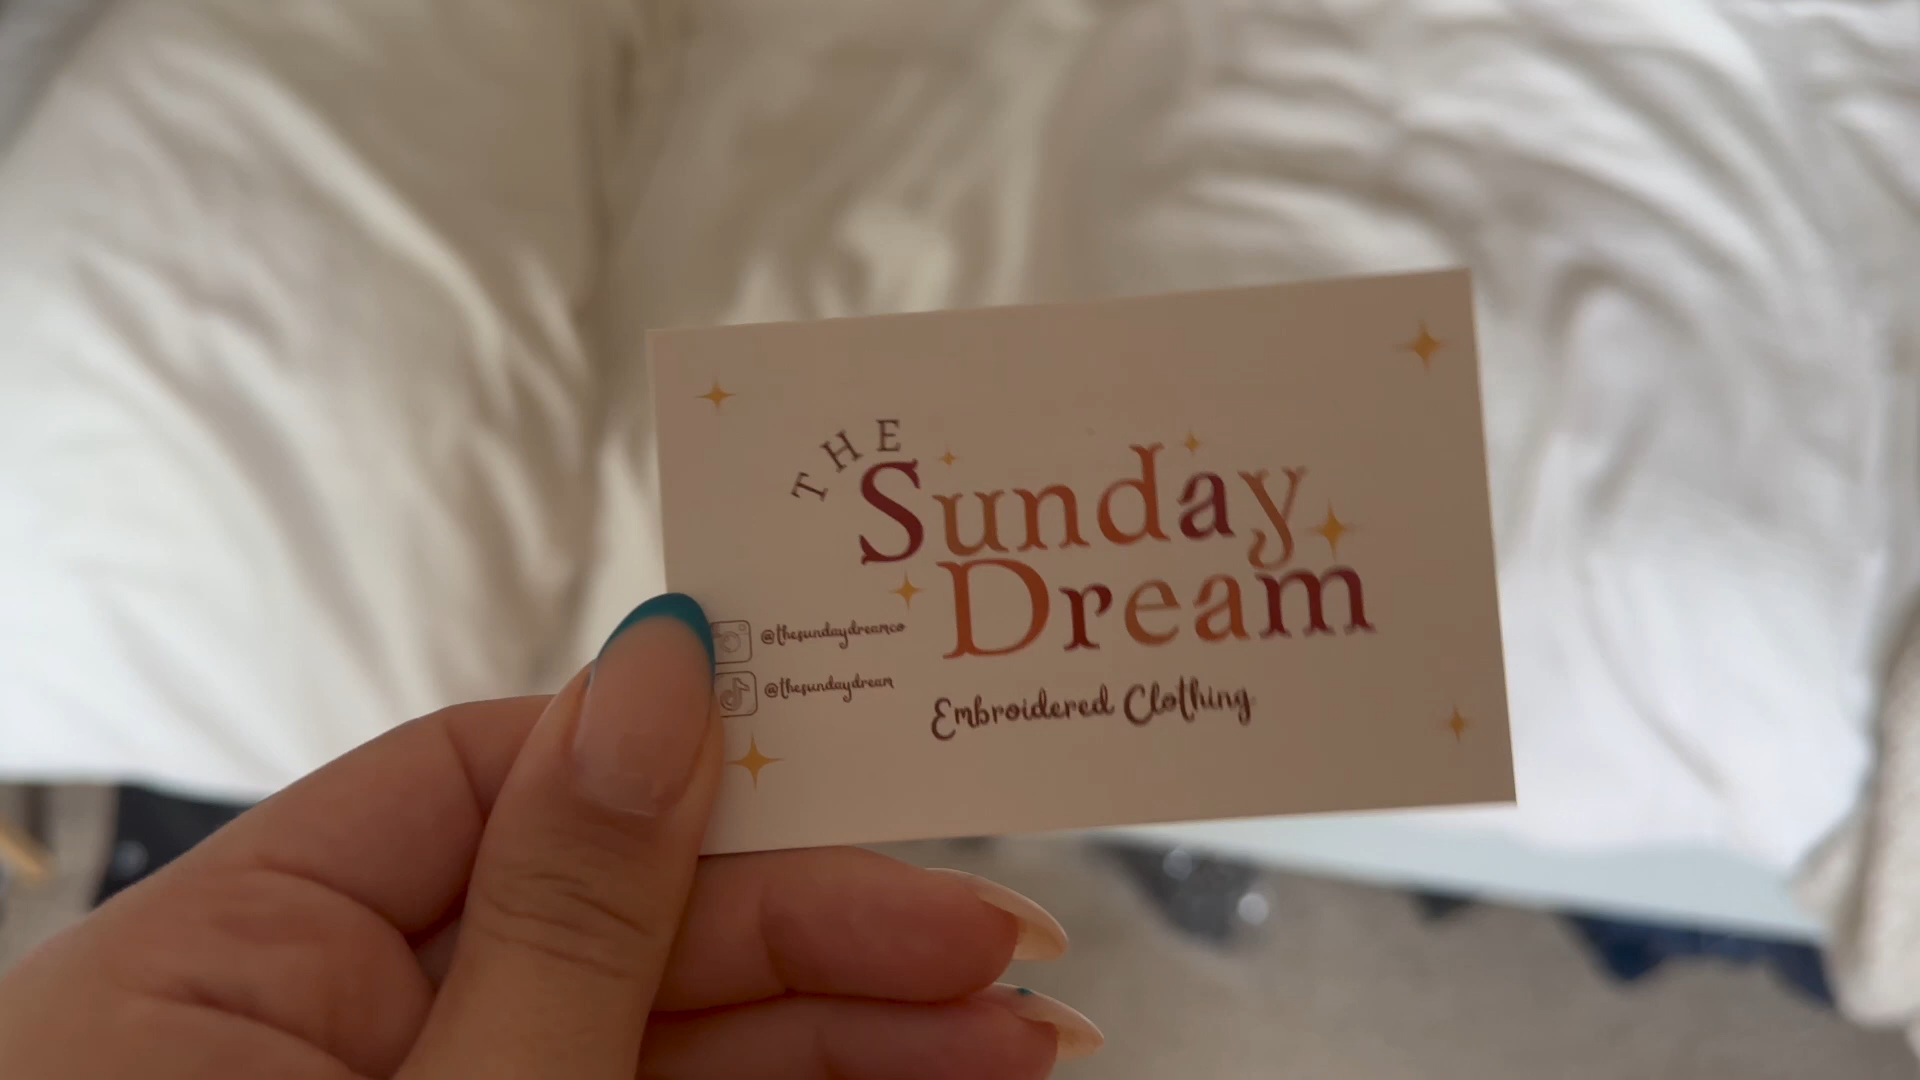 THE
Sunday
Dream
@thesundaydreamco
@thesundaydream
Embroidered Clothing